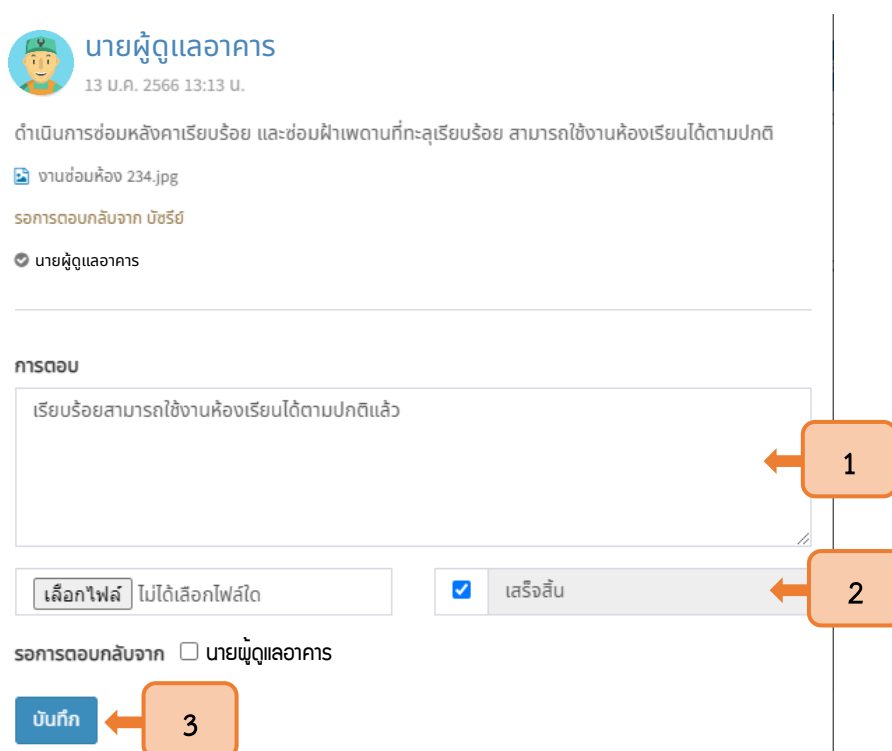 นายผู้ดูแลอาคาร
13 ม.ค. 2566 13:13 น.
ดำเนินการซ่อมหลังคาเรียบร้อย และซ่อมฝ้าเพดานที่ทะลุเรียบร้อย สามารถใช้งานห้องเรียนได้ตามปกติ
งานซ่อมห้อง 234.jpg
รอการตอบกลับจาก บัซรีย์
นายผู้ดูแลอาคาร
การตอบ
เรียบร้อยสามารถใช้งานห้องเรียนได้ตามปกติแล้ว
1
เลือกไฟล์ ไม่ได้เลือกไฟล์ใด
เสร็จสิ้น
2
รอการตอบกลับจาก นายผู้ดูแลอาคาร
บันทึก
3